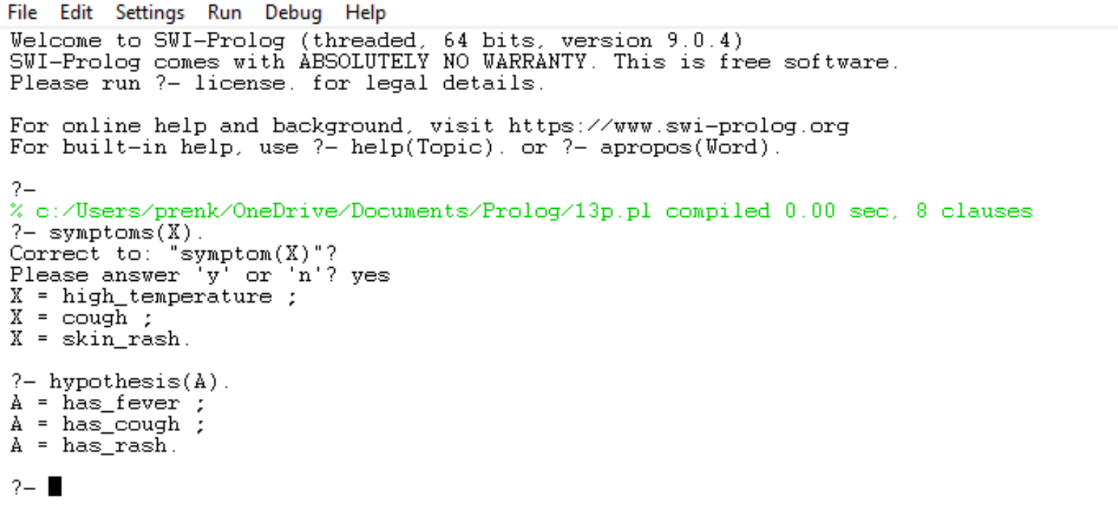 File Edit Settings Run Debug Help
Welcome to SWI-Prolog (threaded, 64 bits, version 9.0.4)
SWI-Prolog comes with ABSOLUTELY NO WARRANTY. This is free software.
Please run ?- license. for legal details.
For online help and background, visit https://www.swi-prolog.org
For built-in help, use ?- help(Topic). or ?- apropos(Word).
?-
% c:/Users/prenk/OneDrive/Documents/Prolog/13p.pl compiled 0.00 sec, 8 clauses
?- symptoms(X).
Correct to: "symptom(X)"?
Please answer 'y' or 'n'? yes
X = high_temperature ;
X = cough ;
X = skin_rash.
?- hypothesis(A).
A = has_fever ;
A = has_cough ;
A = has_rash.
?-